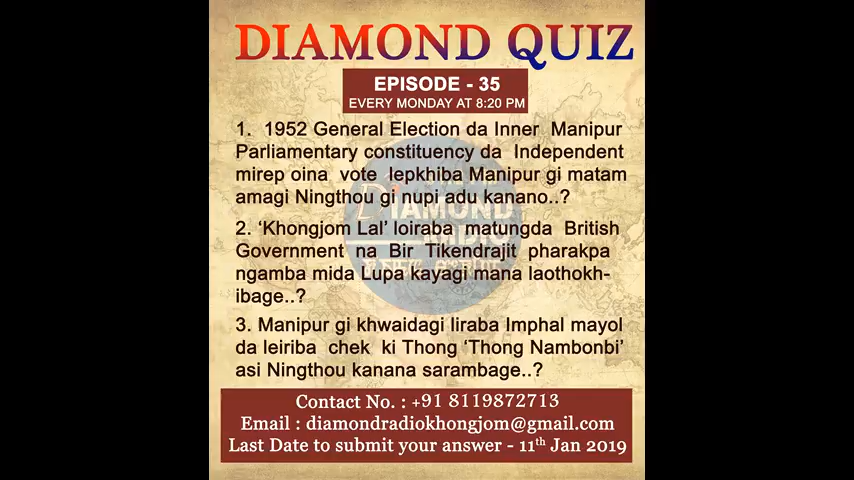 DIAMOND QUIZ
EPISODE - 35
EVERY MONDAY AT 8:20 PM
1. 1952 General Election da Inner Manipur
Parliamentary constituency da Independent
mirep oina vote lepkhiba Manipur gi matam
amagi Ningthou gi nupi adu kanano..?
2. ‘Khongjom Lal’ loiraba matungda British
Government na Bir Tikendrajit pharakpa
ngamba mida Lupa kayagi mana laothokh-
ibage..?
3. Manipur gi khwaidagi liraba Imphal mayol
da leiriba chek ki Thong ‘Thong Nambonbi’
asi Ningthou kanana sarambage..?
DIAMOND
Contact No. : +91 8119872713
Email : diamondradiokhongjom@gmail.com
Last Date to submit your answer - 11th Jan 2019